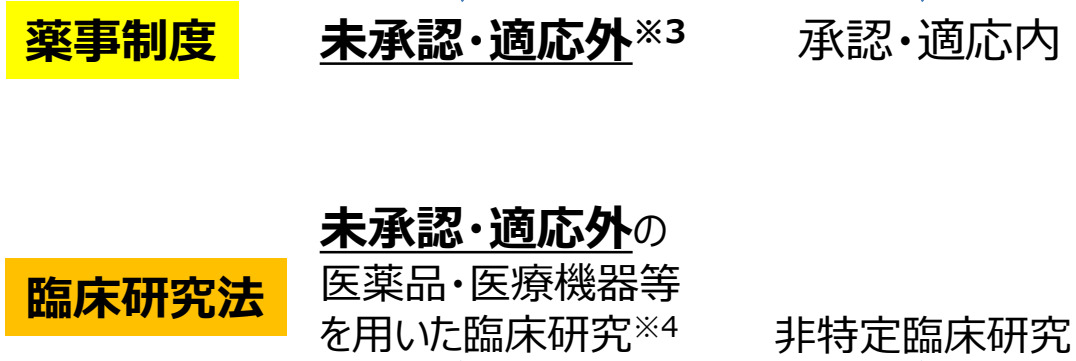 薬事制度 未承認・適応外※3 承認・適応内
未承認・適応外の
臨床研究法 医薬品・医療機器等
を用いた臨床研究※4 非特定臨床研究